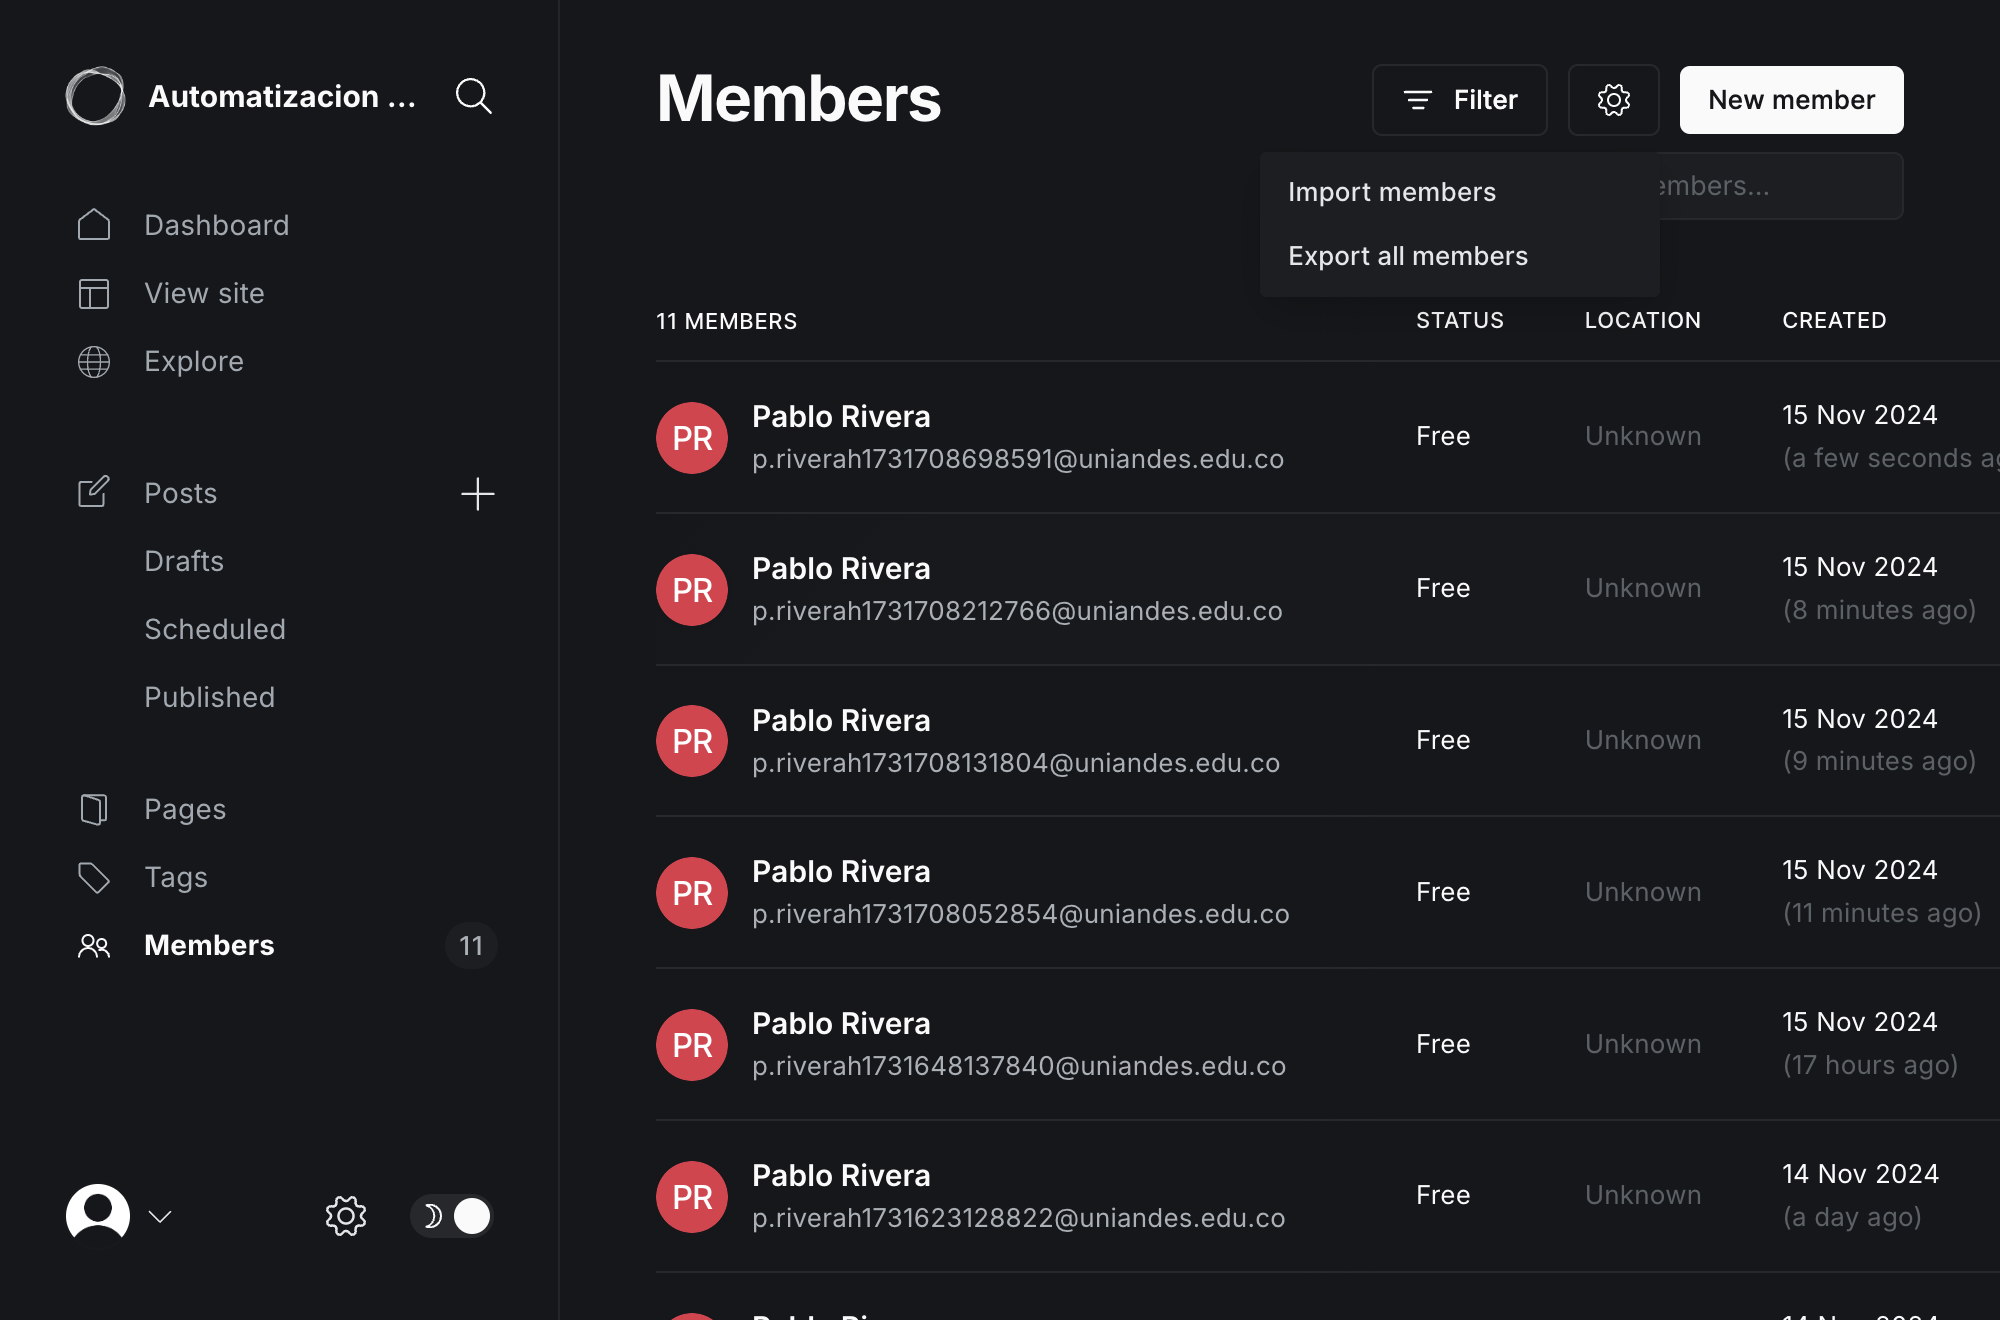 Automatizacion ...
Dashboard
View site
Explore
Posts
Drafts
Scheduled
Published
Pages
Tags
Members 11
Members
Filter
New member
Import members
Export all members
embers...
11 MEMBERS STATUS LOCATION CREATED
PR Pablo Rivera
p.riverah1731708698591@uniandes.edu.co
Free Unknown 15 Nov 2024
(a few seconds ag
PR Pablo Rivera
p.riverah1731708212766@uniandes.edu.co
Free Unknown 15 Nov 2024
(8 minutes ago)
PR Pablo Rivera
p.riverah1731708131804@uniandes.edu.co
Free Unknown 15 Nov 2024
(9 minutes ago)
PR Pablo Rivera
p.riverah1731708052854@uniandes.edu.co
Free Unknown 15 Nov 2024
(11 minutes ago)
PR Pablo Rivera
p.riverah1731648137840@uniandes.edu.co
Free Unknown 15 Nov 2024
(17 hours ago)
PR Pablo Rivera
p.riverah1731623128822@uniandes.edu.co
Free Unknown 14 Nov 2024
(a day ago)